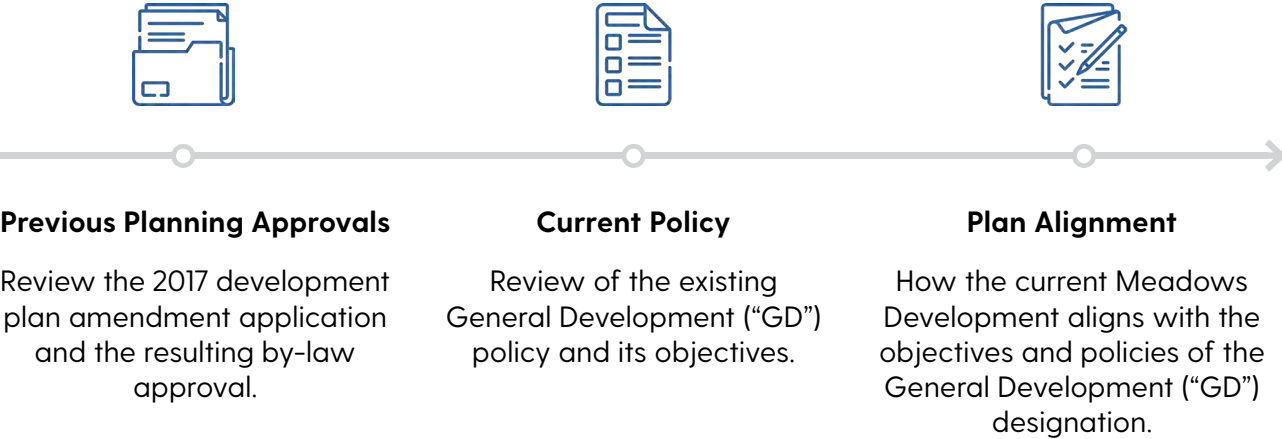 Previous Planning Approvals
Review the 2017 development
plan amendment application
and the resulting by-law
approval.
Current Policy
Review of the existing
General Development (“GD”)
policy and its objectives.
Plan Alignment
How the current Meadows
Development aligns with the
objectives and policies of the
General Development (“GD”)
designation.